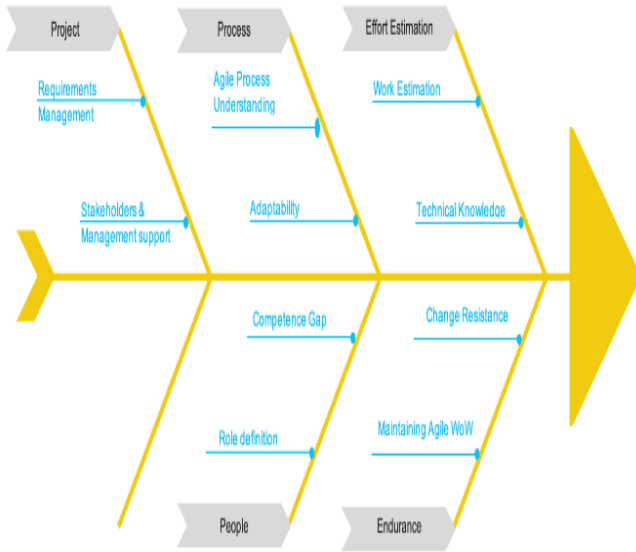 Project
Process
Effort Estimation
Requirements
Management
Agile Process
Understanding
Work Estimation
Stakeholders &
Management support
Adaptability
Technical Knowledge
Competence Gap
Change Resistance
Role definition
Maintaining Agile WoW
People
Endurance